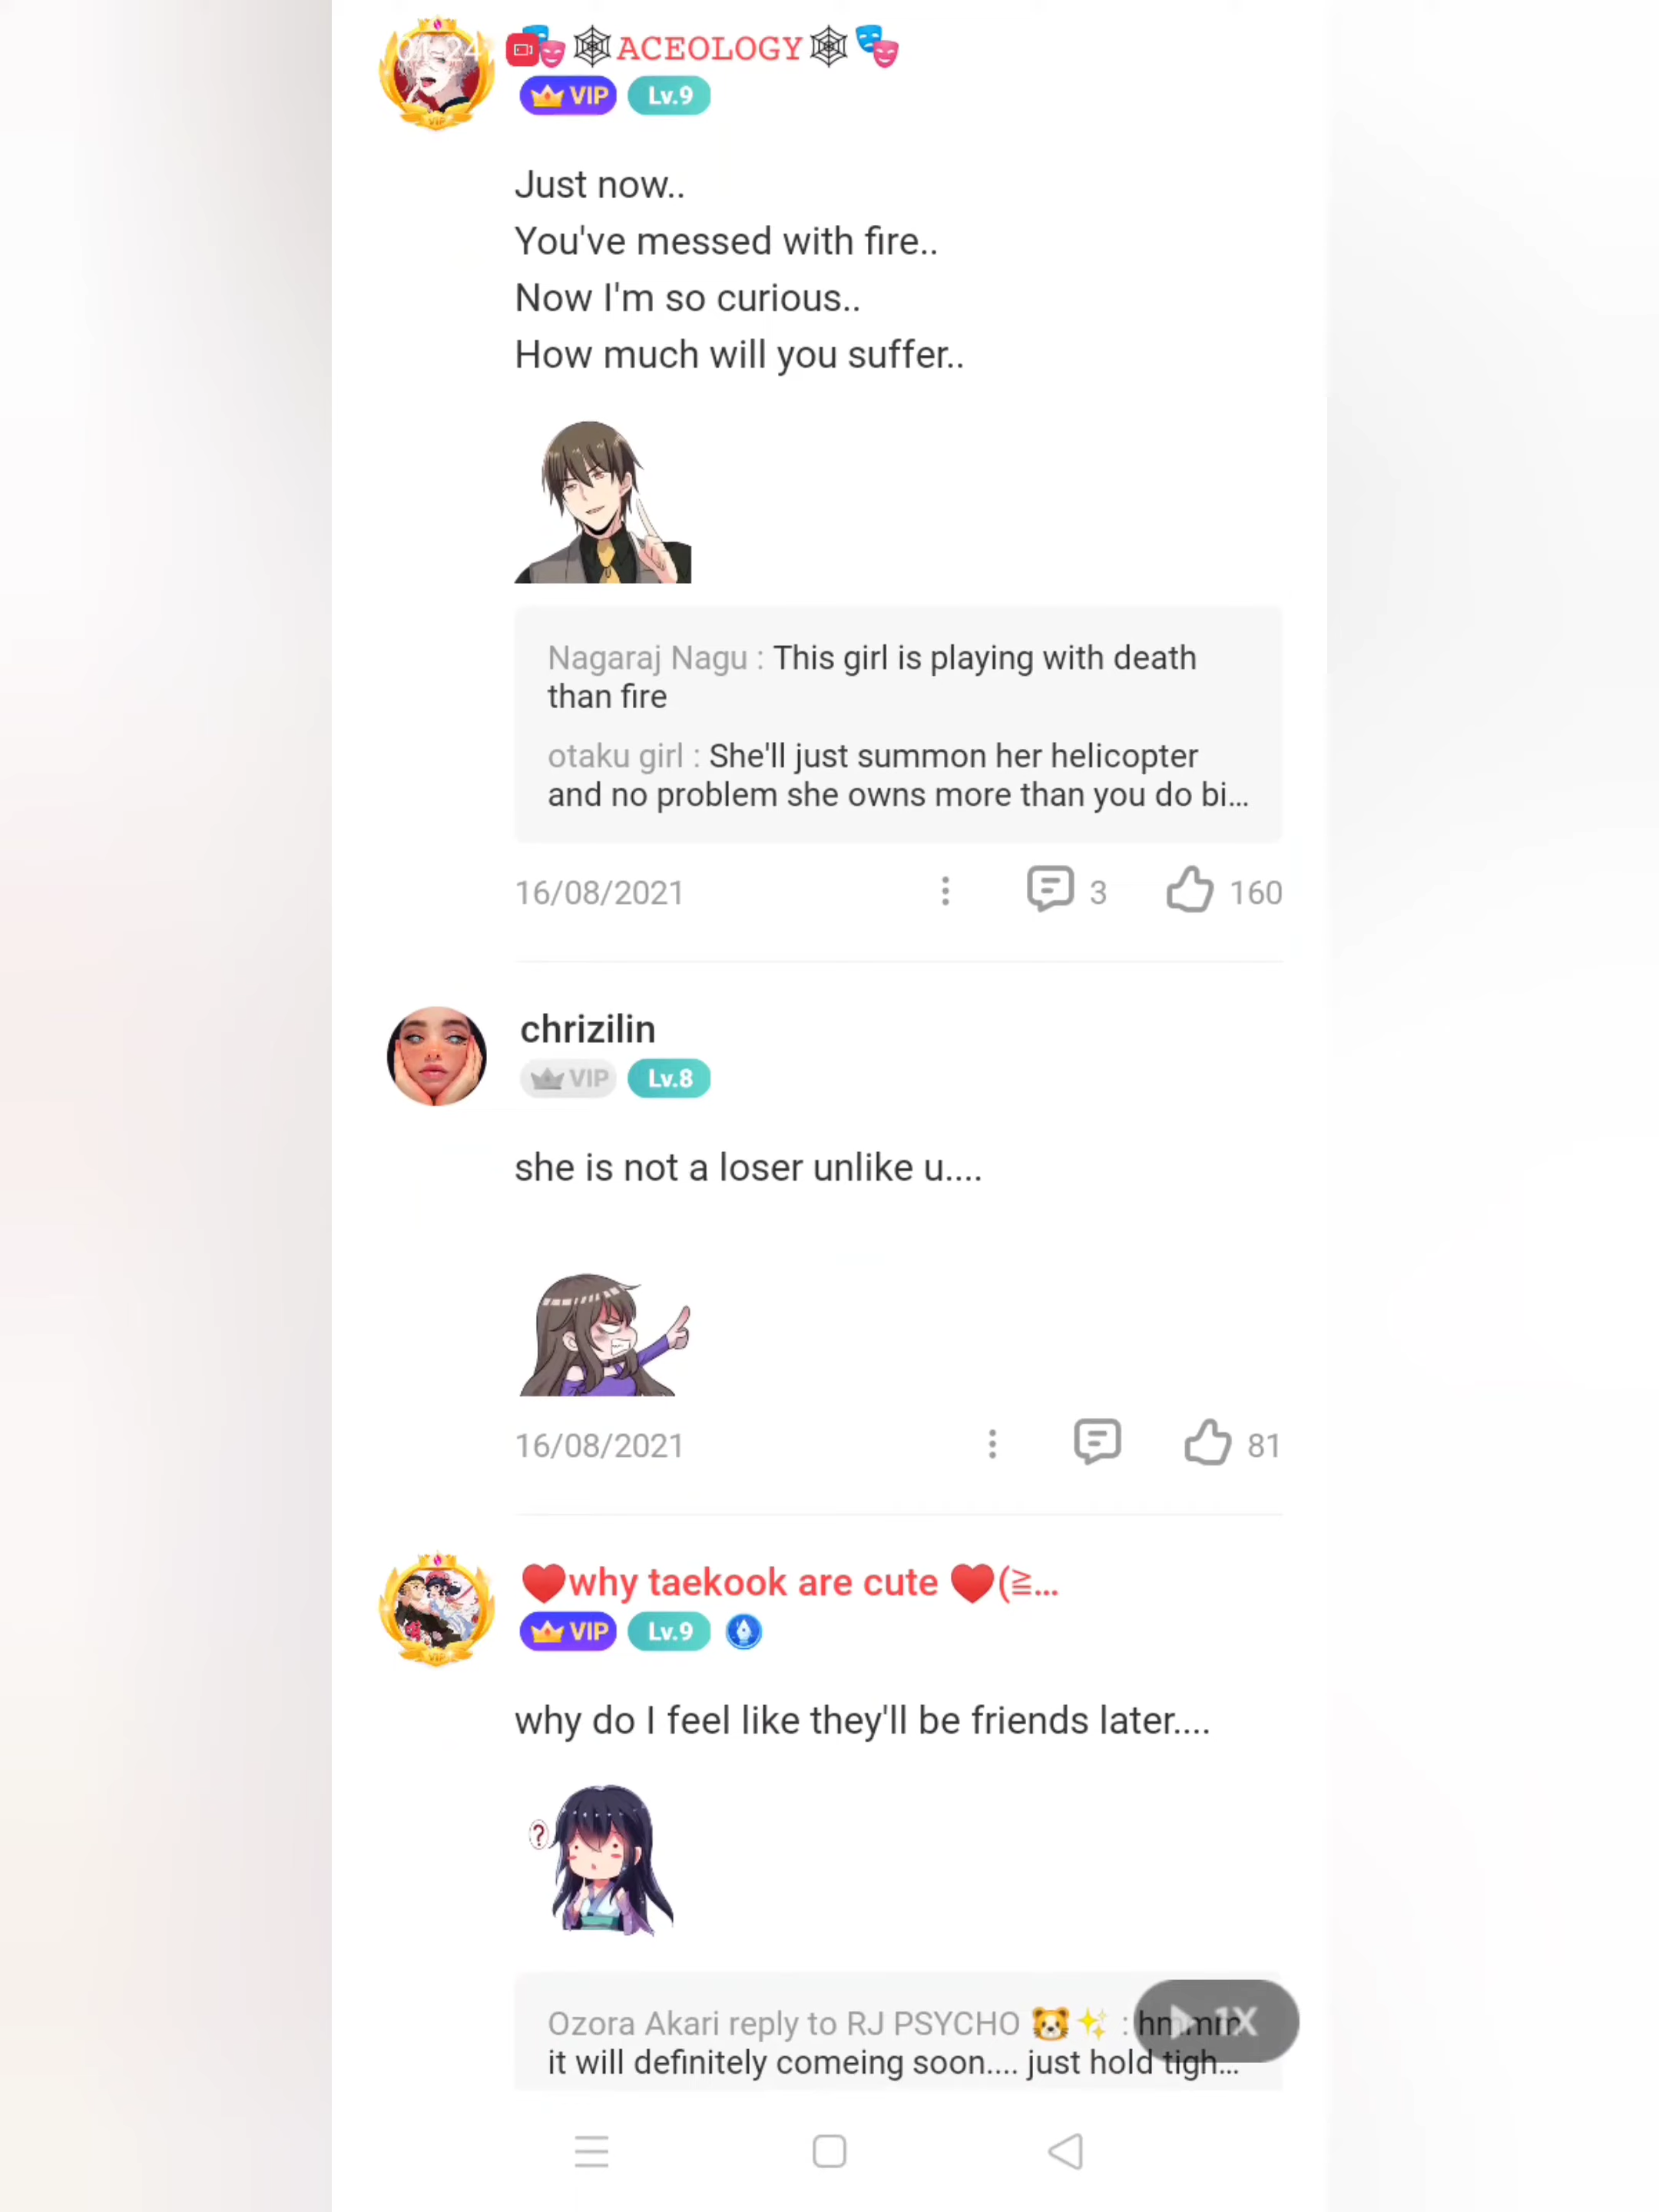 ACEOLOGY
VIP Lv.9
Just now..
You've messed with fire..
Now I'm so curious..
How much will you suffer..
Nagaraj Nagu : This girl is playing with death
than fire
otaku girl : She'll just summon her helicopter
and no problem she owns more than you do bi...
16/08/2021 3 160
chrizilin
VIP Lv.8
she is not a loser unlike u....
16/08/2021 81
❤️why taekook are cute ❤️(≧...
VIP Lv.9
why do I feel like they'll be friends later....
?
Ozora Akari reply to RJ PSYCHO 🐯✨ : hmmm
1X
it will definitely comeing soon.... just hold tigh...